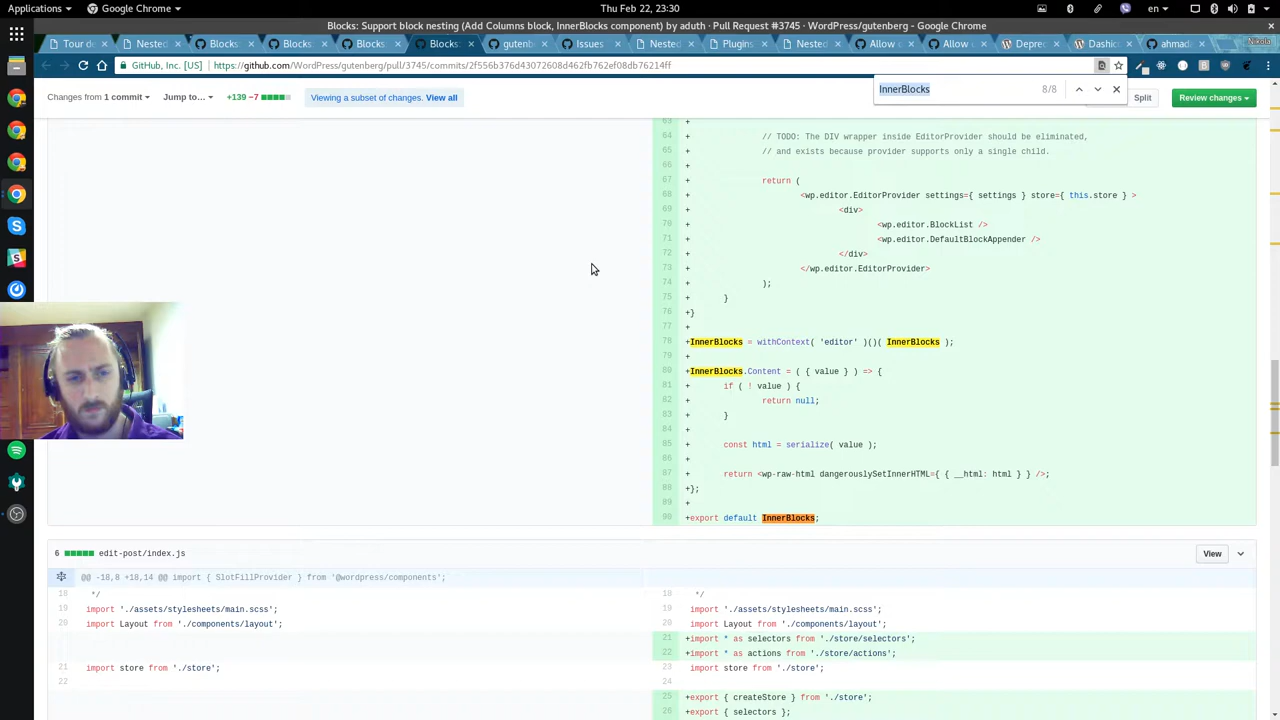 Applications
Google Chrome
Thu Feb 22, 23:30
en
Blocks: Support block nesting (Add Columns block, InnerBlocks component) by aduth · Pull Request #3745 · WordPress/gutenberg - Google Chrome
Tour de
Nested
Blocks
Blocks
Blocks
Blocks:
gutenb
Issues
Nested
Plugins
Nested
Allow c
Allow c
Depre
Dashic
ahmad
Nikola
GitHub, Inc. [US]
https://github.com/WordPress/gutenberg/pull/3745/commits/2f556b376d43072608d462fb762ef08db76214ff
InnerBlocks
8/8
Changes from 1 commit
Jump to...
+139 −7
Viewing a subset of changes. View all
Split
Review changes
63 +
64 + // TODO: The DIV wrapper inside EditorProvider should be eliminated,
65 + // and exists because provider supports only a single child.
66 +
67 + return (
68 + <wp.editor.EditorProvider settings={ settings } store={ this.store } >
69 + <div>
70 + <wp.editor.BlockList />
71 + <wp.editor.DefaultBlockAppender />
72 + </div>
73 + </wp.editor.EditorProvider>
74 + );
75 + }
76 +}
77 +
78 +InnerBlocks = withContext( 'editor' )()( InnerBlocks );
79 +
80 +InnerBlocks.Content = ( { value } ) => {
81 + if ( ! value ) {
82 + return null;
83 + }
84 +
85 + const html = serialize( value );
86 +
87 + return <wp-raw-html dangerouslySetInnerHTML={ { __html: html } } />;
88 +};
89 +
90 +export default InnerBlocks;
6 edit-post/index.js
View
@@ -18,8 +18,14 @@ import { SlotFillProvider } from '@wordpress/components';
18 */ 18 */
19 import './assets/stylesheets/main.scss'; 19 import './assets/stylesheets/main.scss';
20 import Layout from './components/layout'; 20 import Layout from './components/layout';
21 +import * as selectors from './store/selectors';
22 +import * as actions from './store/actions';
21 import store from './store'; 23 import store from './store';
22 24
25 +export { createStore } from './store';
26 +export { selectors };